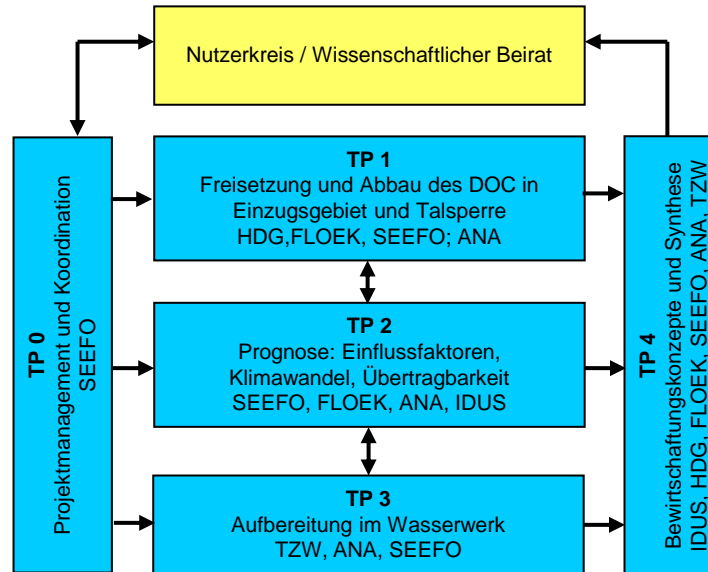 Nutzerkreis / Wissenschaftlicher Beirat
TP 0
Projektmanagement und Koordination
SEEFO
TP 1
Freisetzung und Abbau des DOC in
Einzugsgebiet und Talsperre
HDG,FLOEK, SEEFO; ANA
TP 2
Prognose: Einflussfaktoren,
Klimawandel, Übertragbarkeit
SEEFO, FLOEK, ANA, IDUS
TP 3
Aufbereitung im Wasserwerk
TZW, ANA, SEEFO
TP 4
Bewirtschaftungskonzepte und Synthese
IDUS, HDG, FLOEK, SEEFO, ANA, TZW